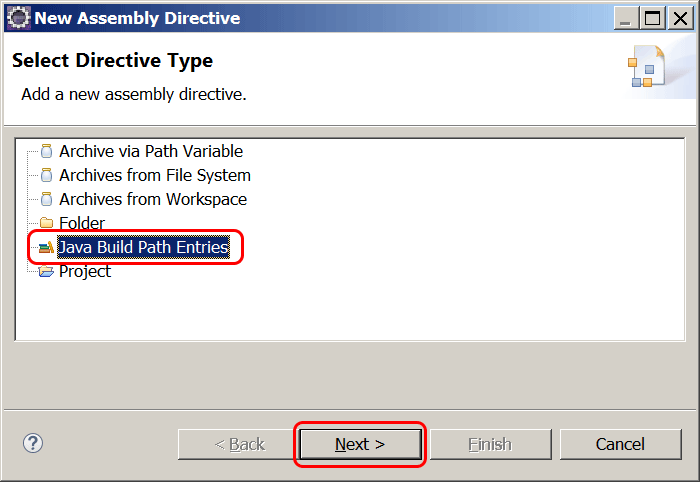 New Assembly Directive
Select Directive Type
Add a new assembly directive.
Archive via Path Variable
Archives from File System
Archives from Workspace
Folder
Java Build Path Entries
Project
? < Back Next > Finish Cancel